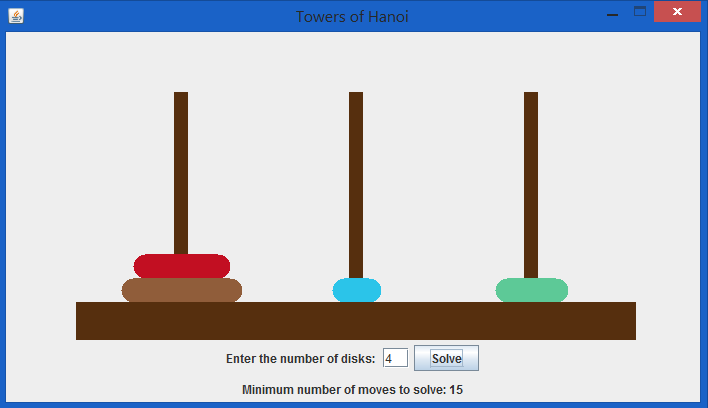 Towers of Hanoi
Enter the number of disks: 4 Solve
Minimum number of moves to solve: 15